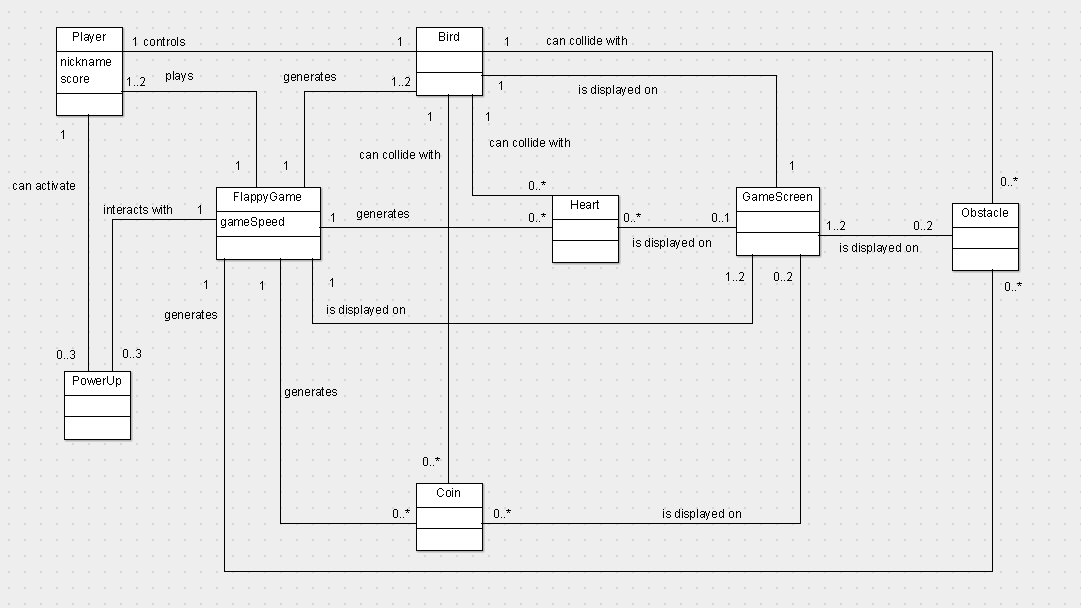 Player
Bird
1 controls
1
1
can collide with
nickname
score
1..2
plays
generates
1..2
1
is displayed on
1
1
1
can collide with
can collide with
1
1
1
can activate
0..*
0..*
interacts with
1
FlappyGame
gameSpeed
1
generates
0..*
Heart
0..*
0..1
is displayed on
GameScreen
1..2
0..2
is displayed on
Obstacle
1
1
1
1..2
0..2
0..*
generates
is displayed on
0..3
0..3
PowerUp
generates
0..*
Coin
0..*
0..*
is displayed on